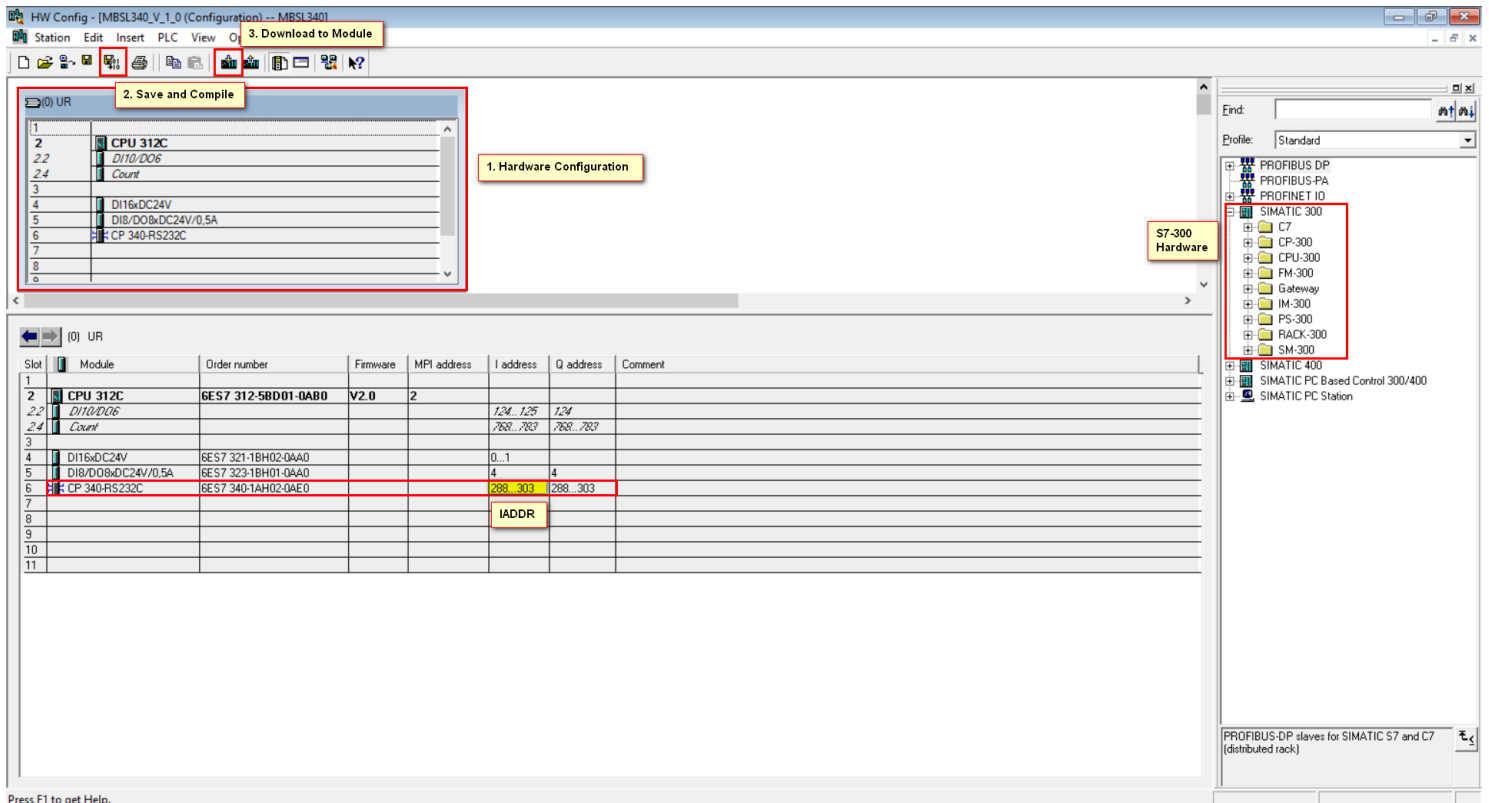 HW Config - [MBSL340_V_1_0 (Configuration) -- MBSL340]
Station Edit Insert PLC View
3. Download to Module
2. Save and Compile
(0) UR
1
2 CPU 312C
2.2 DI10/DO6
2.4 Count
3
4 DI16xDC24V
5 DI8/DO8xDC24V/0,5A
6 CP 340-RS232C
7
8
1. Hardware Configuration
(0) UR
Slot Module Order number Firmware MPI address I address Q address Comment
1
2 CPU 312C 6ES7 312-5BD01-0AB0 V2.0 2
2.2 DI10/DO6 124...125 124
2.4 Count 768...783 768...783
3
4 DI16xDC24V 6ES7 321-1BH02-0AA0 0...1
5 DI8/DO8xDC24V/0,5A 6ES7 323-1BH01-0AA0 4 4
6 CP 340-RS232C 6ES7 340-1AH02-0AE0 288...303 288...303
7
IADDR
8
9
10
11
Find:
Profile: Standard
PROFIBUS DP
PROFIBUS-PA
PROFINET IO
SIMATIC 300
C7
CP-300
CPU-300
FM-300
Gateway
IM-300
PS-300
RACK-300
SM-300
SIMATIC 400
SIMATIC PC Based Control 300/400
SIMATIC PC Station
S7-300
Hardware
PROFIBUS-DP slaves for SIMATIC S7 and C7
(distributed rack)
Press F1 to get Help.